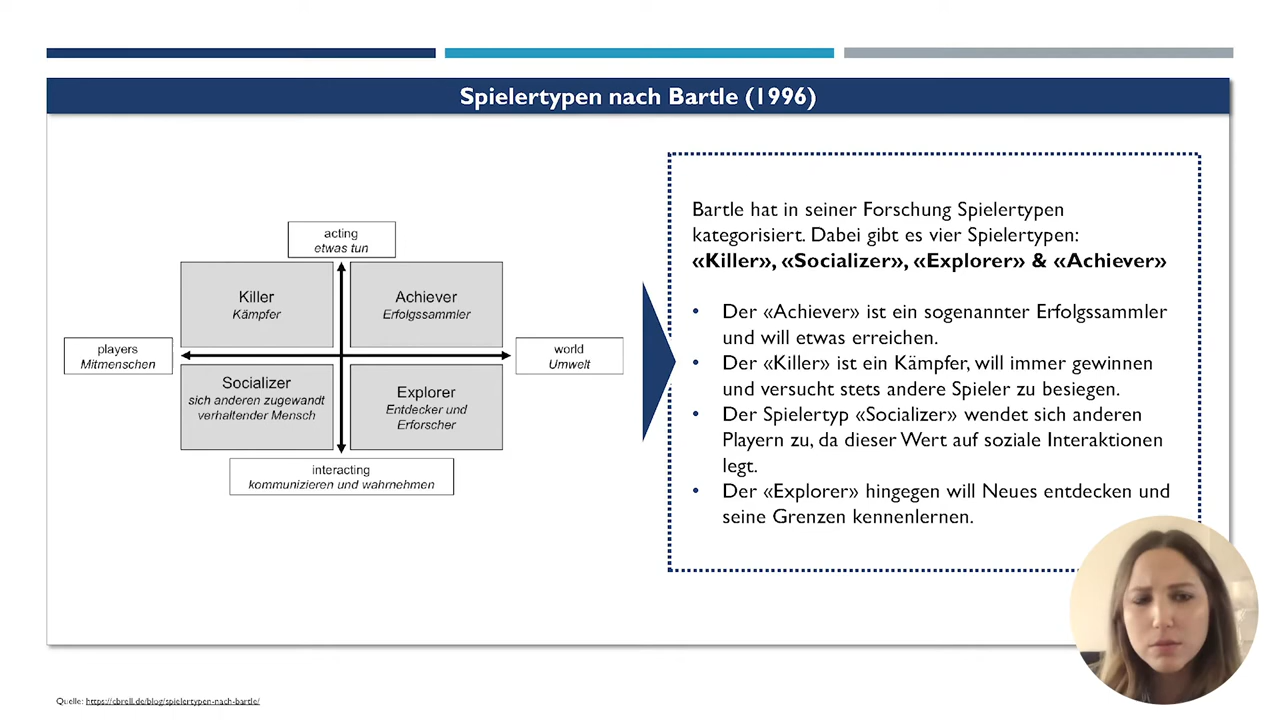 Spielertypen nach Bartle (1996)
acting
etwas tun
Killer
Kämpfer
Achiever
Erfolgssammler
players
Mitmenschen
world
Umwelt
Socializer
sich anderen zugewandt
verhaltender Mensch
Explorer
Entdecker und
Erforscher
interacting
kommunizieren und wahrnehmen
Bartle hat in seiner Forschung Spielertypen
kategorisiert. Dabei gibt es vier Spielertypen:
«Killer», «Socializer», «Explorer» & «Achiever»
• Der «Achiever» ist ein sogenannter Erfolgssammler
und will etwas erreichen.
• Der «Killer» ist ein Kämpfer, will immer gewinnen
und versucht stets andere Spieler zu besiegen.
• Der Spielertyp «Socializer» wendet sich anderen
Playern zu, da dieser Wert auf soziale Interaktionen
legt.
• Der «Explorer» hingegen will Neues entdecken und
seine Grenzen kennenlernen.
Quelle: https://cbrell.de/blog/spielertypen-nach-bartle/